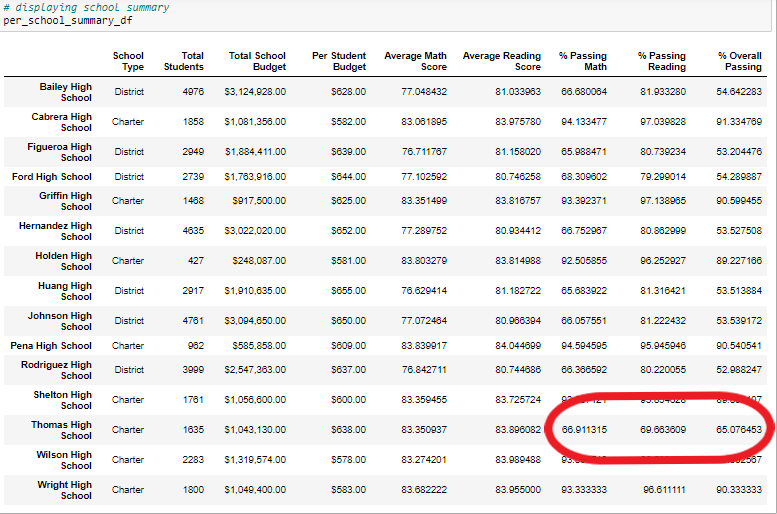 # displaying school summary
per_school_summary_df
School Type Total Students Total School Budget Per Student Budget Average Math Score Average Reading Score % Passing Math % Passing Reading % Overall Passing
Bailey High School District 4976 $3,124,928.00 $628.00 77.048432 81.033963 66.680064 81.933280 54.642283
Cabrera High School Charter 1858 $1,081,356.00 $582.00 83.061895 83.975780 94.133477 97.039828 91.334769
Figueroa High School District 2949 $1,884,411.00 $639.00 76.711767 81.158020 65.988471 80.739234 53.204476
Ford High School District 2739 $1,763,916.00 $644.00 77.102592 80.746258 68.309602 79.299014 54.289887
Griffin High School Charter 1468 $917,500.00 $625.00 83.351499 83.816757 93.392371 97.138965 90.599455
Hernandez High School District 4635 $3,022,020.00 $652.00 77.289752 80.934412 66.752967 80.862999 53.527508
Holden High School Charter 427 $248,087.00 $581.00 83.803279 83.814988 92.505855 96.252927 89.227166
Huang High School District 2917 $1,910,635.00 $655.00 76.629414 81.182722 65.683922 81.316421 53.513884
Johnson High School District 4761 $3,094,650.00 $650.00 77.072464 80.966394 66.057551 81.222432 53.539172
Pena High School Charter 962 $585,858.00 $609.00 83.839917 84.044699 94.594595 95.945946 90.540541
Rodriguez High School District 3999 $2,547,363.00 $637.00 76.842711 80.744686 66.366592 80.220055 52.988247
Shelton High School Charter 1761 $1,056,600.00 $600.00 83.359455 83.725724
Thomas High School Charter 1635 $1,043,130.00 $638.00 83.350937 83.896082 66.911315 69.663609 65.076453
Wilson High School Charter 2283 $1,319,574.00 $578.00 83.274201 83.989488
Wright High School Charter 1800 $1,049,400.00 $583.00 83.682222 83.955000 93.333333 96.611111 90.333333